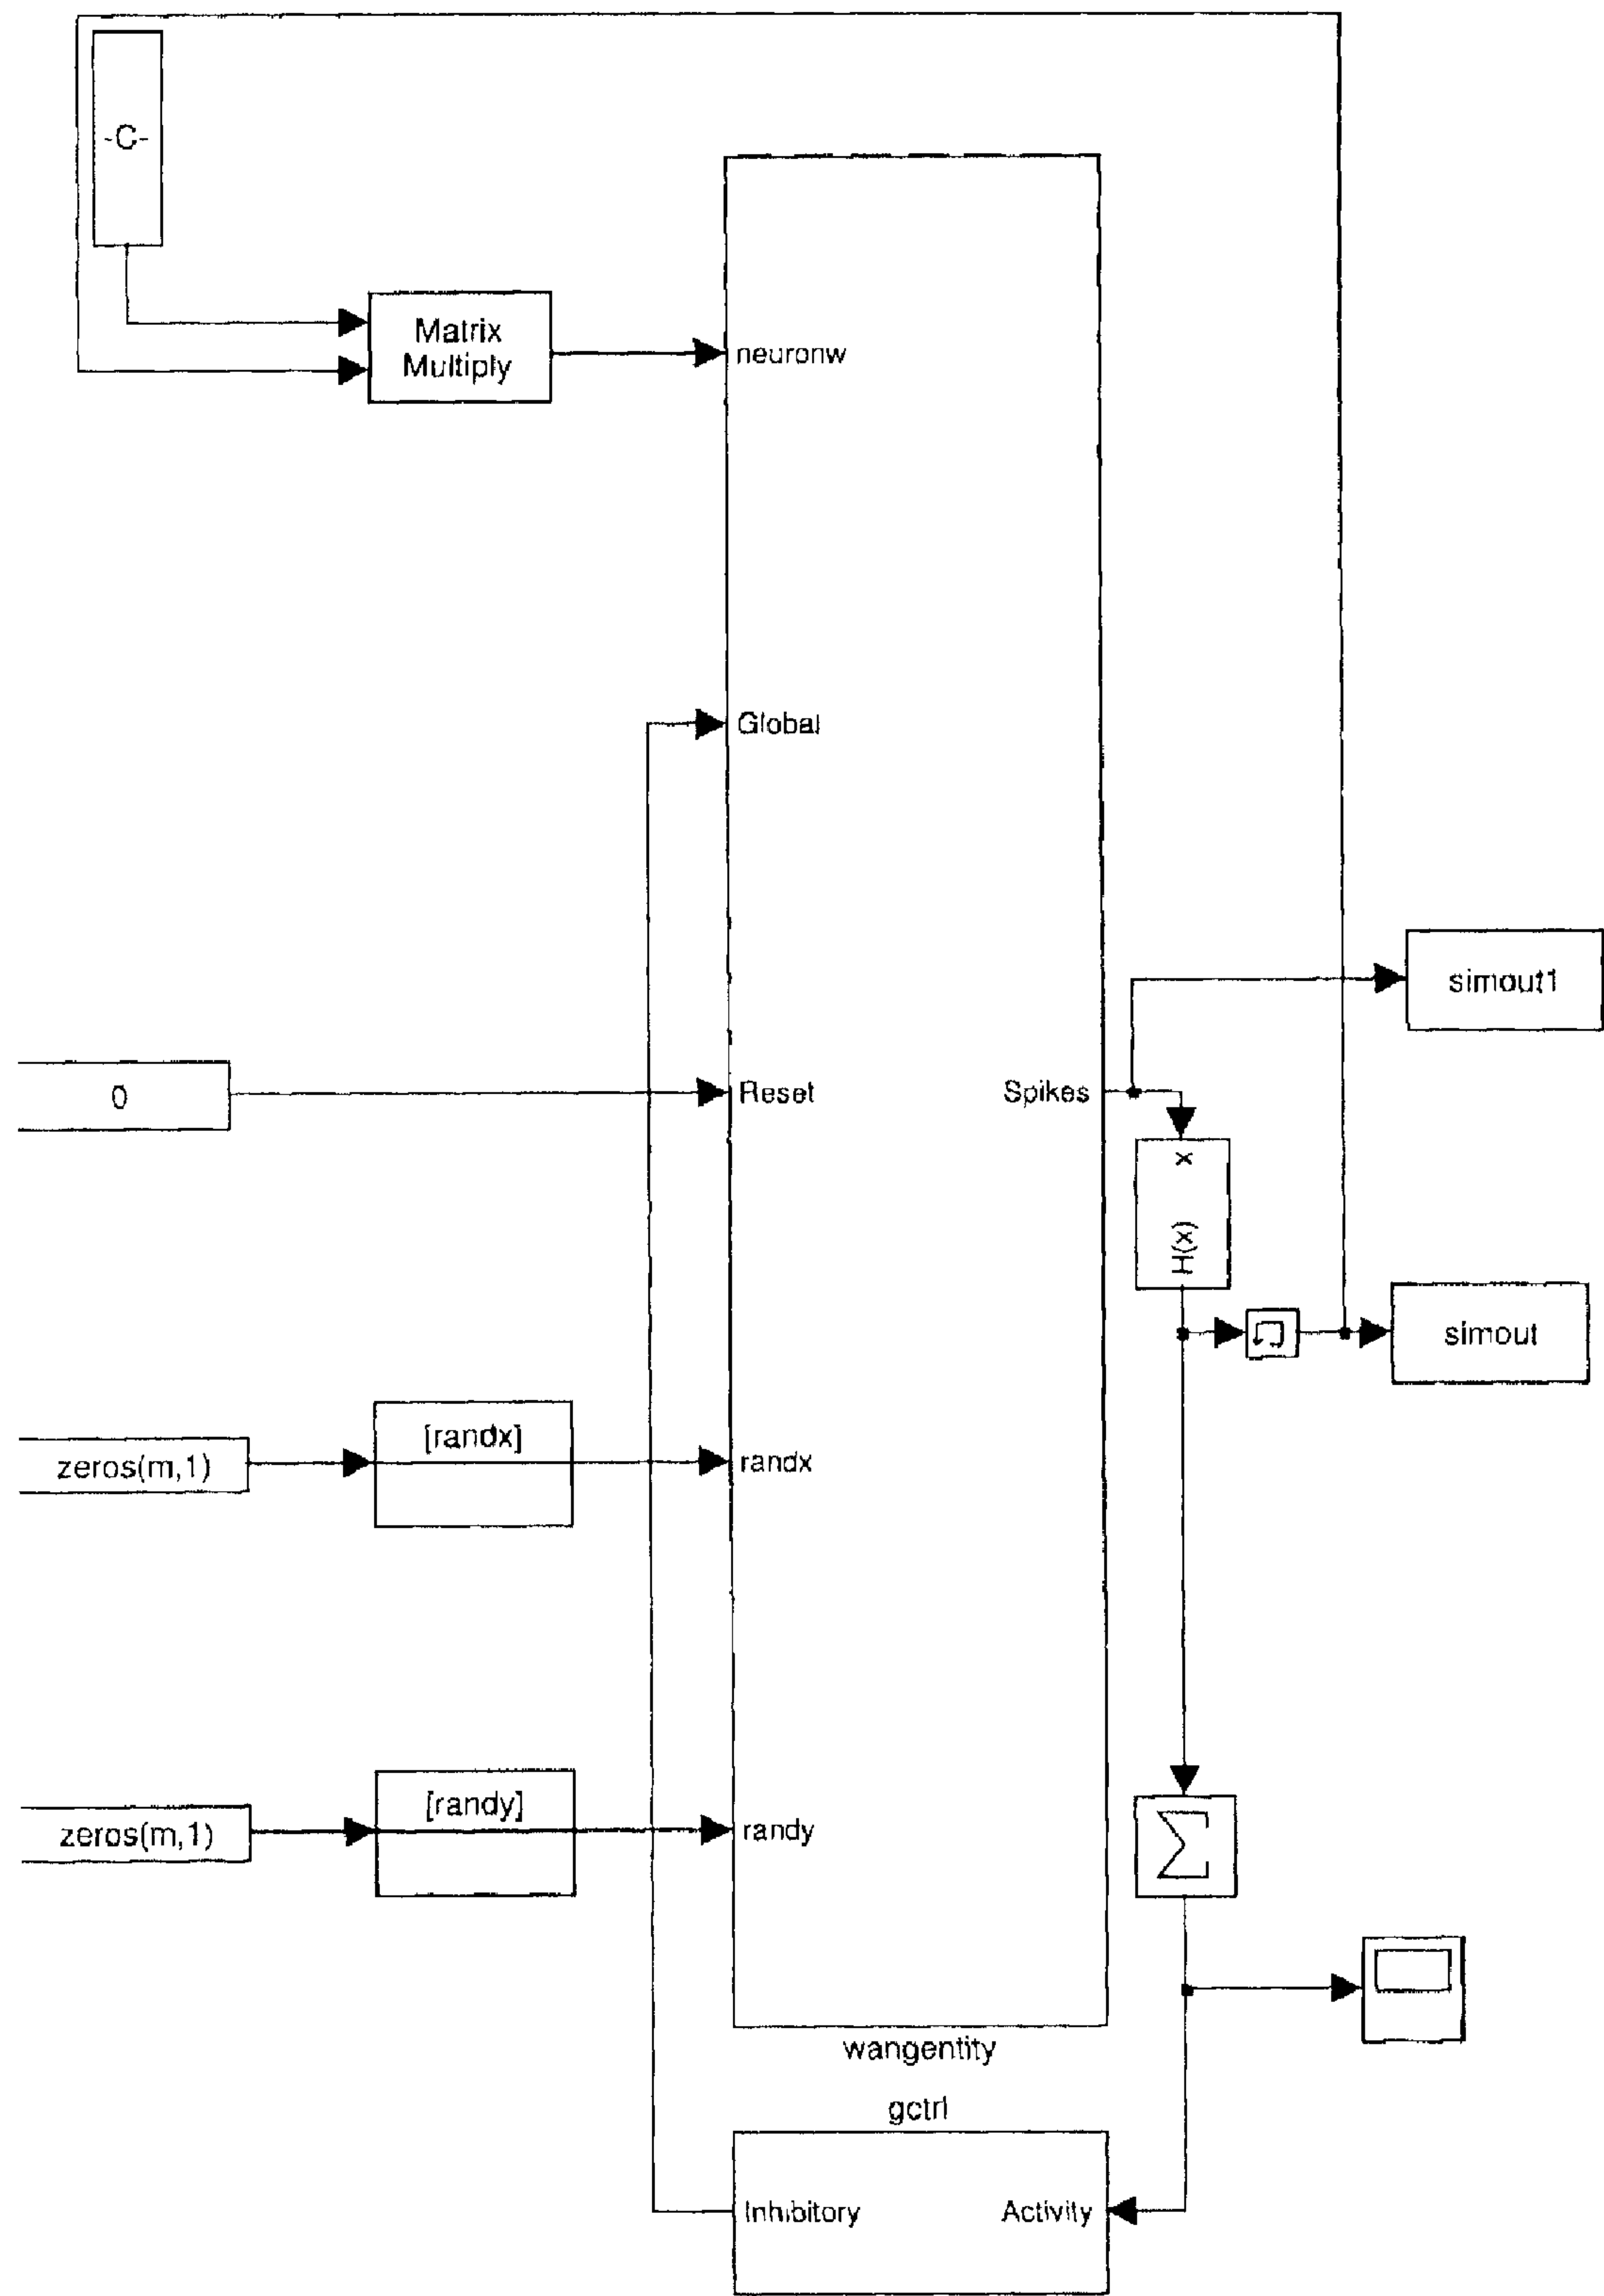 -C-
Matrix
Multiply
neuronw
Global
simout1
0
Reset
Spikes
x
H(x)
simout
zeros(m,1)
[randx]
randx
zeros(m,1)
[randy]
randy
Σ
wangentity
gctrl
Inhibitory
Activity